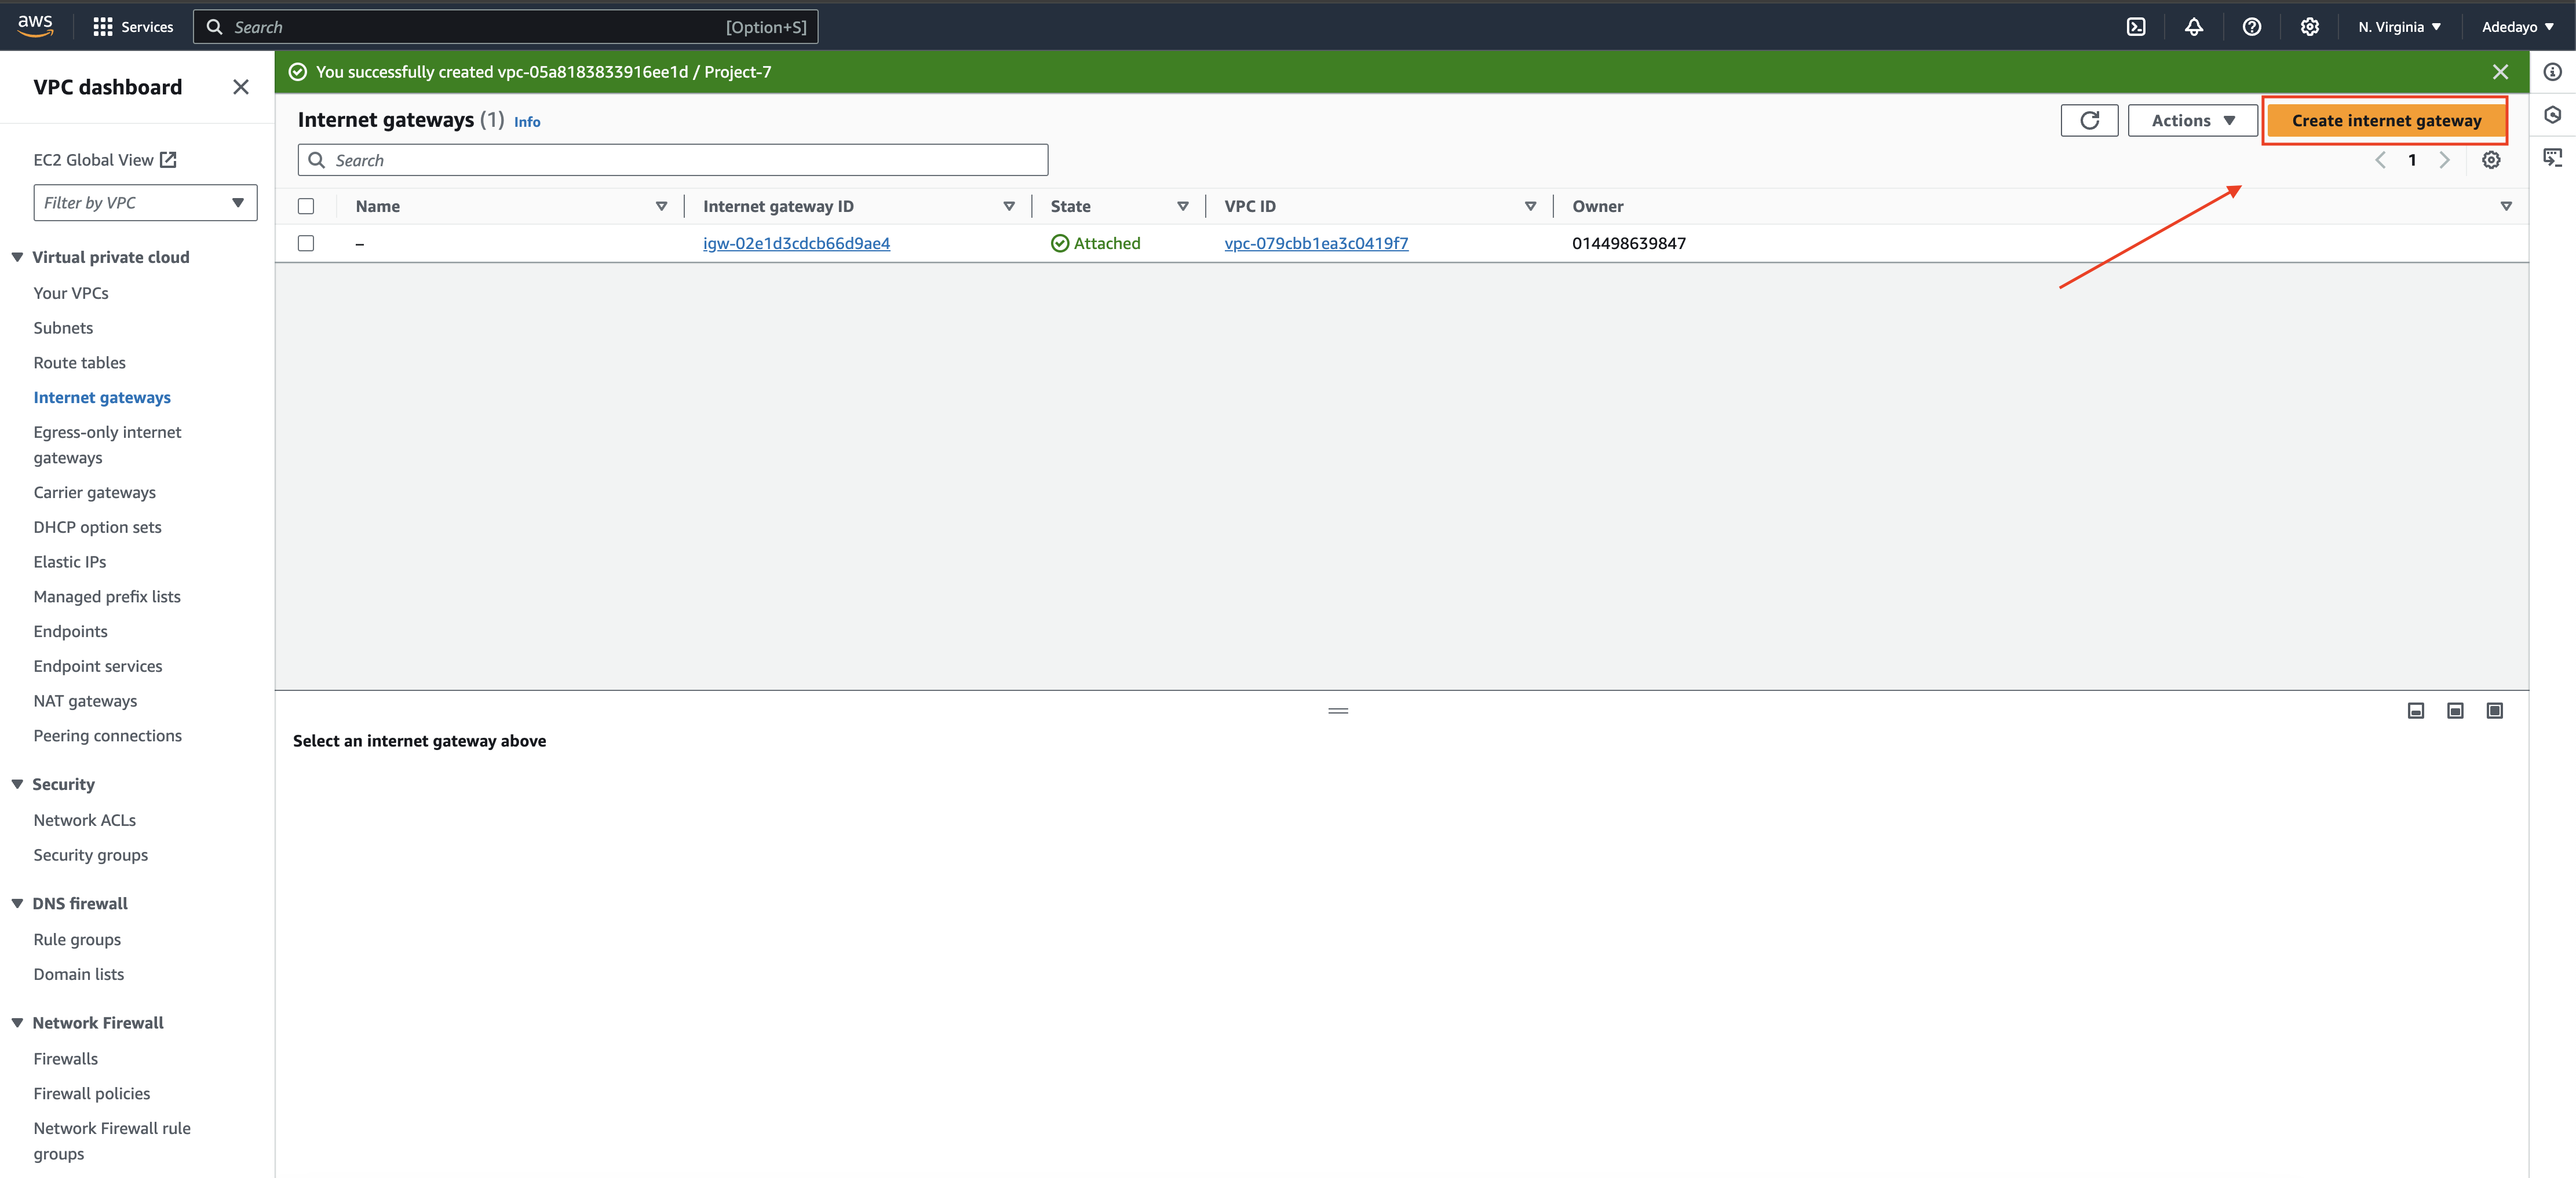 aws
Services
Search
[Option+S]
N. Virginia
Adedayo
VPC dashboard
EC2 Global View
Filter by VPC
Virtual private cloud
Your VPCs
Subnets
Route tables
Internet gateways
Egress-only internet
gateways
Carrier gateways
DHCP option sets
Elastic IPs
Managed prefix lists
Endpoints
Endpoint services
NAT gateways
Peering connections
Security
Network ACLs
Security groups
DNS firewall
Rule groups
Domain lists
Network Firewall
Firewalls
Firewall policies
Network Firewall rule
groups
You successfully created vpc-05a8183833916ee1d / Project-7
Internet gateways (1) Info
Actions
Create internet gateway
Search
1
Name Internet gateway ID State VPC ID Owner
– igw-02e1d3cdcb66d9ae4 Attached vpc-079cbb1ea3c0419f7 014498639847
Select an internet gateway above